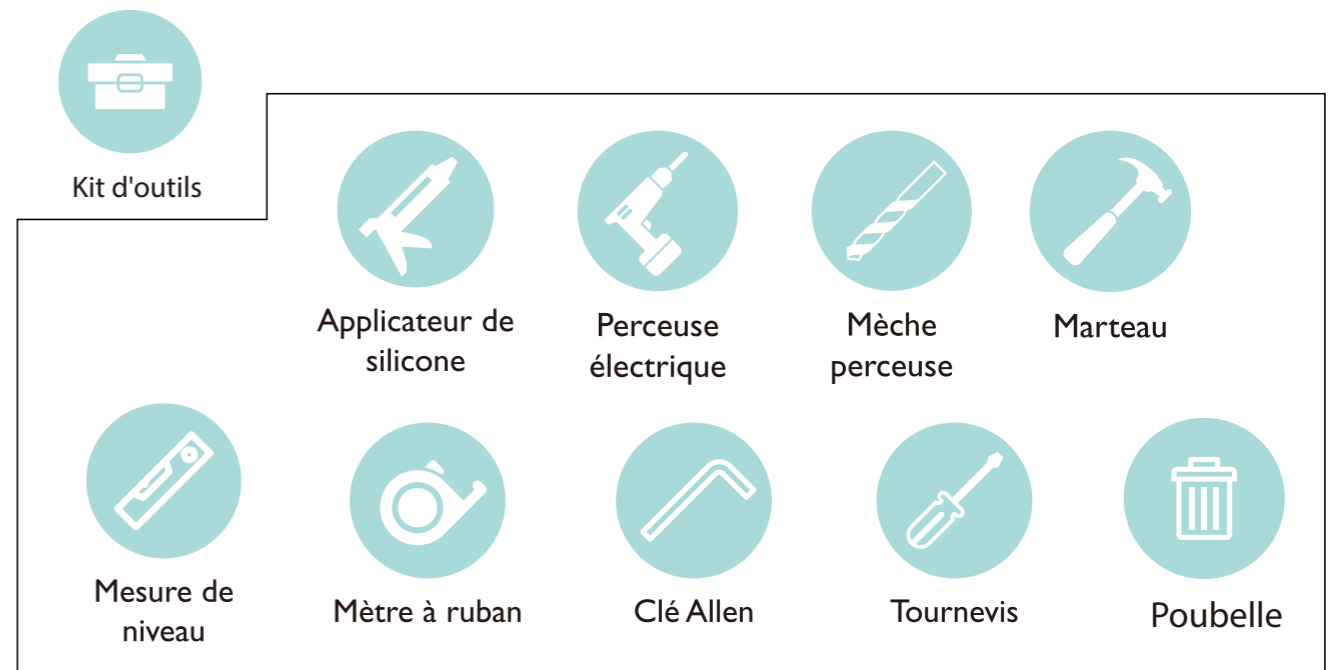 Kit d'outils
Applicateur de
silicone
Perceuse
électrique
Mèche
perceuse
Marteau
Mesure de
niveau
Mètre à ruban
Clé Allen
Tournevis
Poubelle